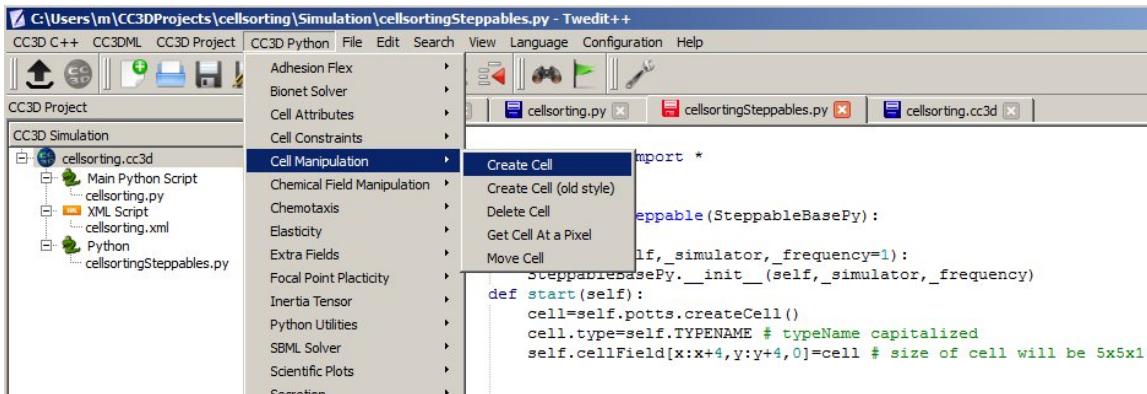 C:\Users\m\CC3DProjects\cellsorting\Simulation\cellsortingSteppables.py - Twedit++
CC3D C++ CC3DML CC3D Project CC3D Python File Edit Search View Language Configuration Help
CC3D Project
CC3D Simulation
cellsorting.cc3d
Main Python Script
cellsorting.py
XML Script
cellsorting.xml
Python
cellsortingSteppables.py
Adhesion Flex
Bionet Solver
Cell Attributes
Cell Constraints
Cell Manipulation
Chemical Field Manipulation
Chemotaxis
Elasticity
Extra Fields
Focal Point Placticity
Inertia Tensor
Python Utilities
SBML Solver
Scientific Plots
Secretion
Create Cell
Create Cell (old style)
Delete Cell
Get Cell At a Pixel
Move Cell
cellsorting.py cellsortingSteppables.py cellsorting.cc3d
mport *
eppable(SteppableBasePy):
lf,_simulator,_frequency=1):
SteppableBasePy.__init__(self,_simulator,_frequency)
def start(self):
cell=self.potts.createCell()
cell.type=self.TYPENAME # typeName capitalized
self.cellField[x:x+4,y:y+4,0]=cell # size of cell will be 5x5x1